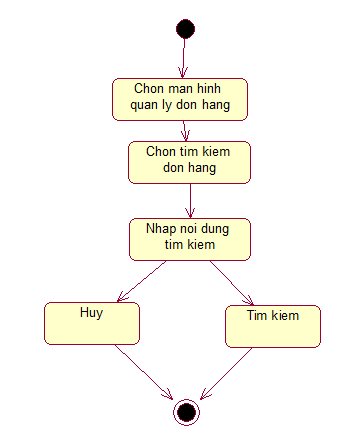 Chon man hinh
quan ly don hang
Chon tim kiem
don hang
Nhap noi dung
tim kiem
Huy
Tim kiem